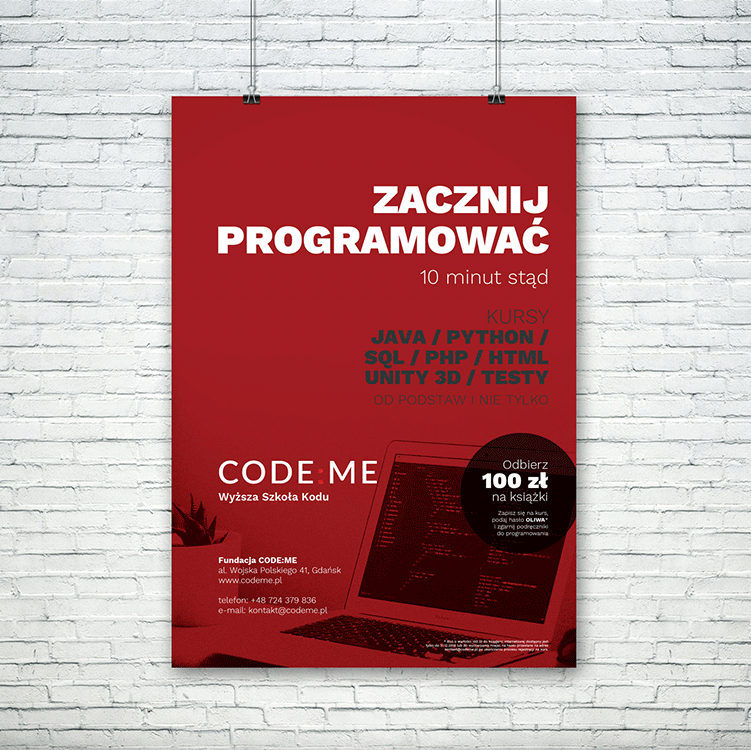 ZACZNIJ
PROGRAMOWAĆ
10 minut stąd
KURSY
JAVA / PYTHON /
SQL / PHP / HTML
UNITY 3D / TESTY
OD PODSTAW I NIE TYLKO
CODE:ME
Wyższa Szkoła Kodu
Odbierz
100 zł
na książki
Zapisz się na kurs,
podaj hasło OLIWA*
i zgarnij podręczniki
do programowania
Fundacja CODE:ME
al. Wojska Polskiego 41, Gdańsk
www.codeme.pl
telefon: +48 724 379 836
e-mail: kontakt@codeme.pl